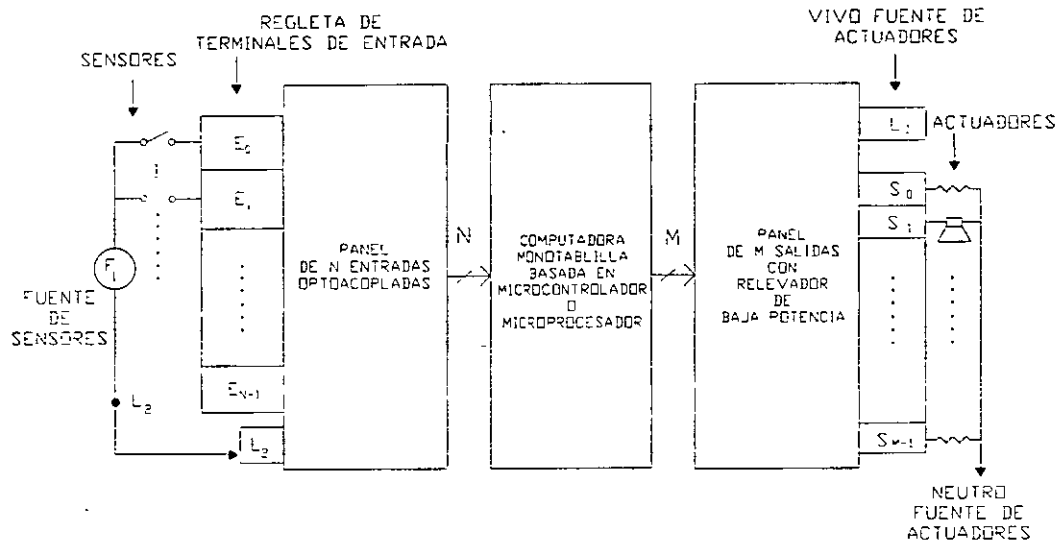 REGLETA DE
TERMINALES DE ENTRADA
SENSORES
VIVO FUENTE DE
ACTUADORES
ACTUADORES
E₀
E₁
E_N-1
L₂
F₁
FUENTE
DE
SENSORES
L₂
PANEL
DE N ENTRADAS
OPTOACOPLADAS
N
COMPUTADORA
MONOTABLILLA
BASADA EN
MICROCONTROLADOR
O
MICROPROCESADOR
M
PANEL
DE M SALIDAS
CON
RELEVADOR
DE
BAJA POTENCIA
L₁
S₀
S₁
S_M-1
NEUTRO
FUENTE DE
ACTUADORES